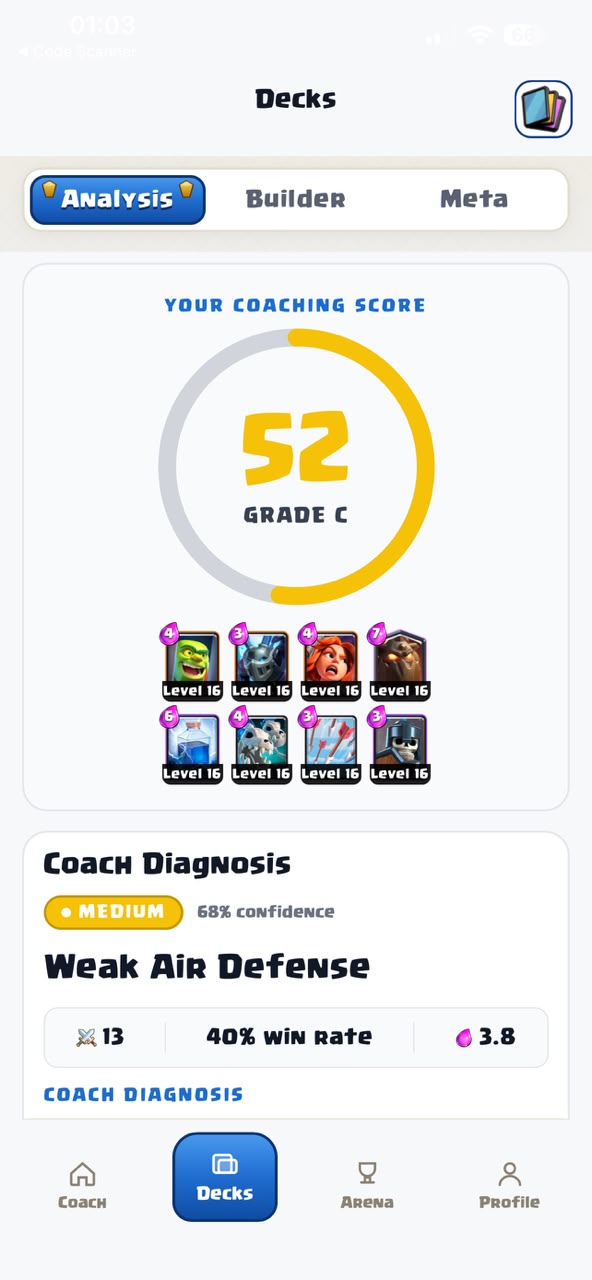 01:03
◀ Code Scanner
68
Decks
Analysis Builder Meta
YOUR COACHING SCORE
52
GRADE C
4 3 4 7
Level 16 Level 16 Level 16 Level 16
6 4 3 3
Level 16 Level 16 Level 16 Level 16
Coach Diagnosis
MEDIUM 68% confidence
Weak Air Defense
13 40% win rate 3.8
COACH DIAGNOSIS
Coach Decks Arena Profile